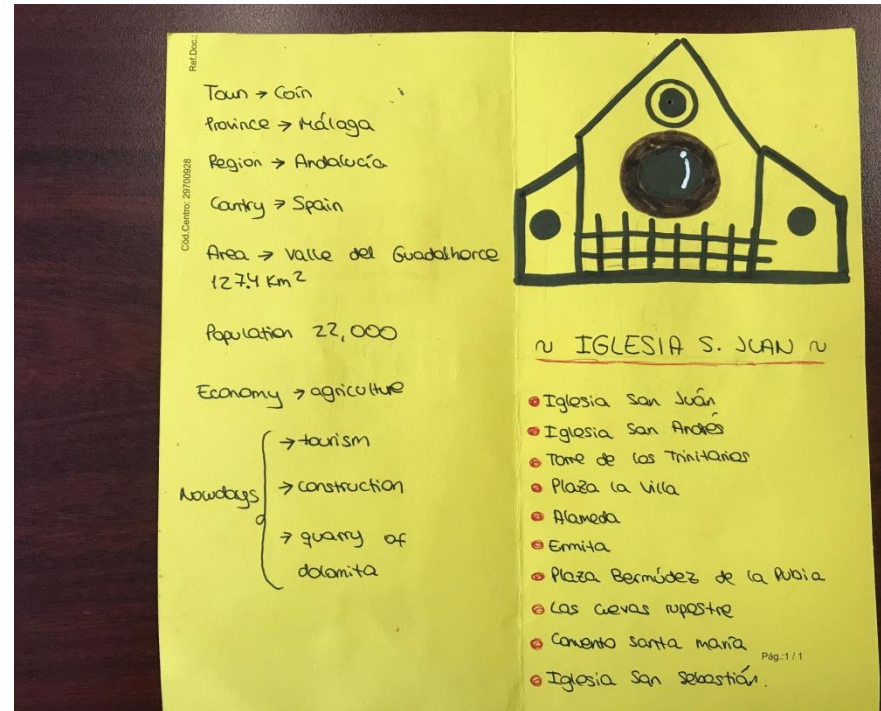 Ref.Doc.:
Cód.Centro: 29700928
Town → Coín
Province → Málaga
Region → Andalucía
Country → Spain
Area → Valle del Guadalhorce
127.4 Km²
Population 22,000
Economy → agriculture
Nowdays
→ tourism
→ construction
→ quarry of
dolomita
~ IGLESIA S. JUAN ~
Iglesia San Juán
Iglesia San Andrés
Torre de los Trinitarios
Plaza la Villa
Alameda
Ermita
Plaza Bermúdez de la Rubia
Las cuevas rupestre
Convento santa maría
Pág.:1 / 1
Iglesia San Sebastián.